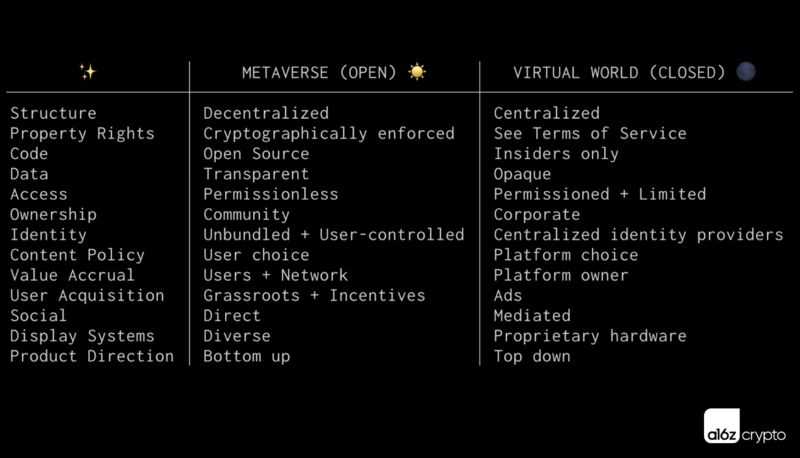 METAVERSE (OPEN) VIRTUAL WORLD (CLOSED)
Structure Decentralized Centralized
Property Rights Cryptographically enforced See Terms of Service
Code Open Source Insiders only
Data Transparent Opaque
Access Permissionless Permissioned + Limited
Ownership Community Corporate
Identity Unbundled + User-controlled Centralized identity providers
Content Policy User choice Platform choice
Value Accrual Users + Network Platform owner
User Acquisition Grassroots + Incentives Ads
Social Direct Mediated
Display Systems Diverse Proprietary hardware
Product Direction Bottom up Top down
a16z crypto